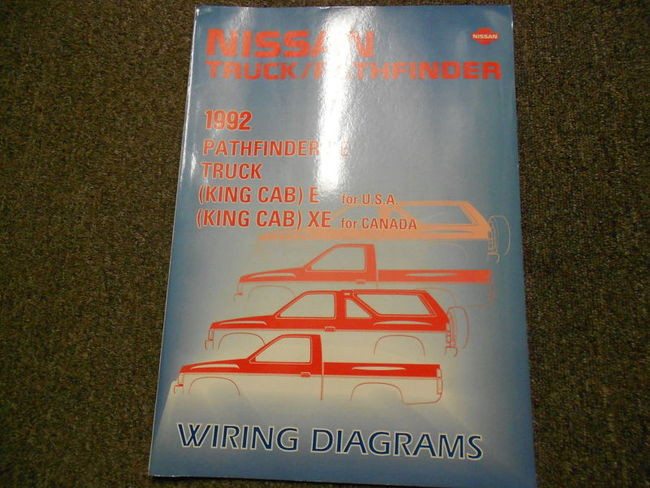 NISSAN
NISSAN
TRUCK/PATHFINDER
1992
PATHFINDER
TRUCK
(KING CAB) E for U.S.A.
(KING CAB) XE for CANADA
WIRING DIAGRAMS